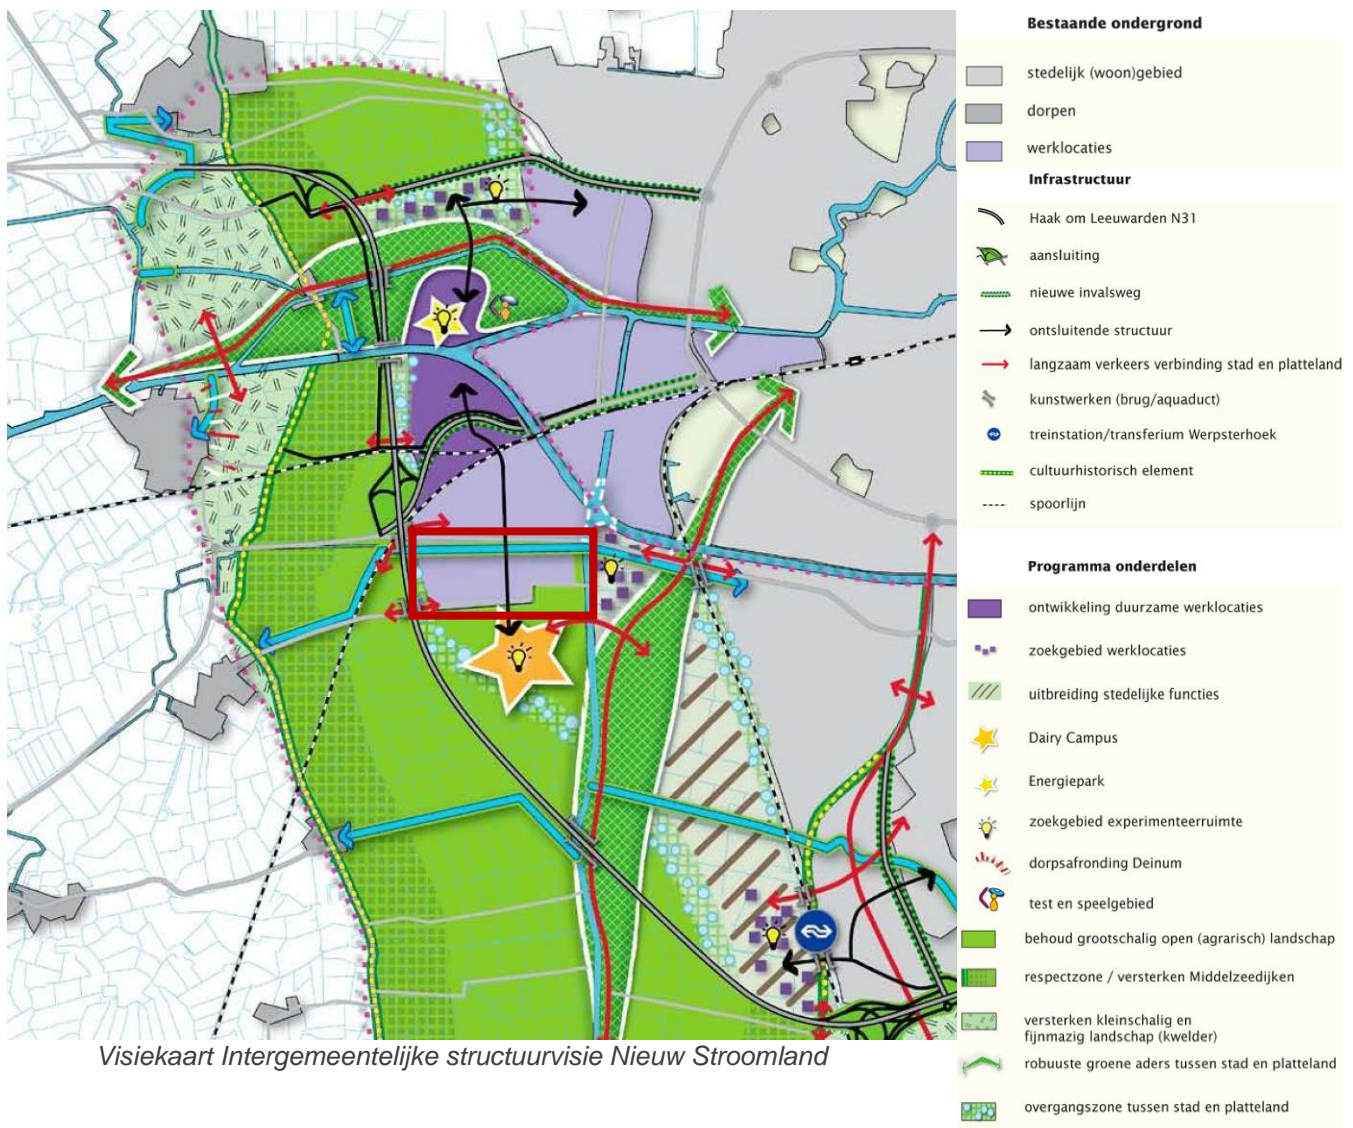 Bestaande ondergrond
stedelijk (woon)gebied
dorpen
werklocaties
Infrastructuur
Haak om Leeuwarden N31
aansluiting
nieuwe invalsweg
ontsluitende structuur
langzaam verkeers verbinding stad en platteland
kunstwerken (brug/aquaduct)
treinstation/transferium Werpsterhoek
cultuurhistorisch element
spoorlijn
Programma onderdelen
ontwikkeling duurzame werklocaties
zoekgebied werklocaties
uitbreiding stedelijke functies
Dairy Campus
Energiepark
zoekgebied experimenteerruimte
dorpsafronding Deinum
test en speelgebied
behoud grootschalig open (agrarisch) landschap
respectzone / versterken Middelzeedijken
versterken kleinschalig en
fijnmazig landschap (kwelder)
robuuste groene aders tussen stad en platteland
overgangszone tussen stad en platteland
Visiekaart Intergemeentelijke structuurvisie Nieuw Stroomland